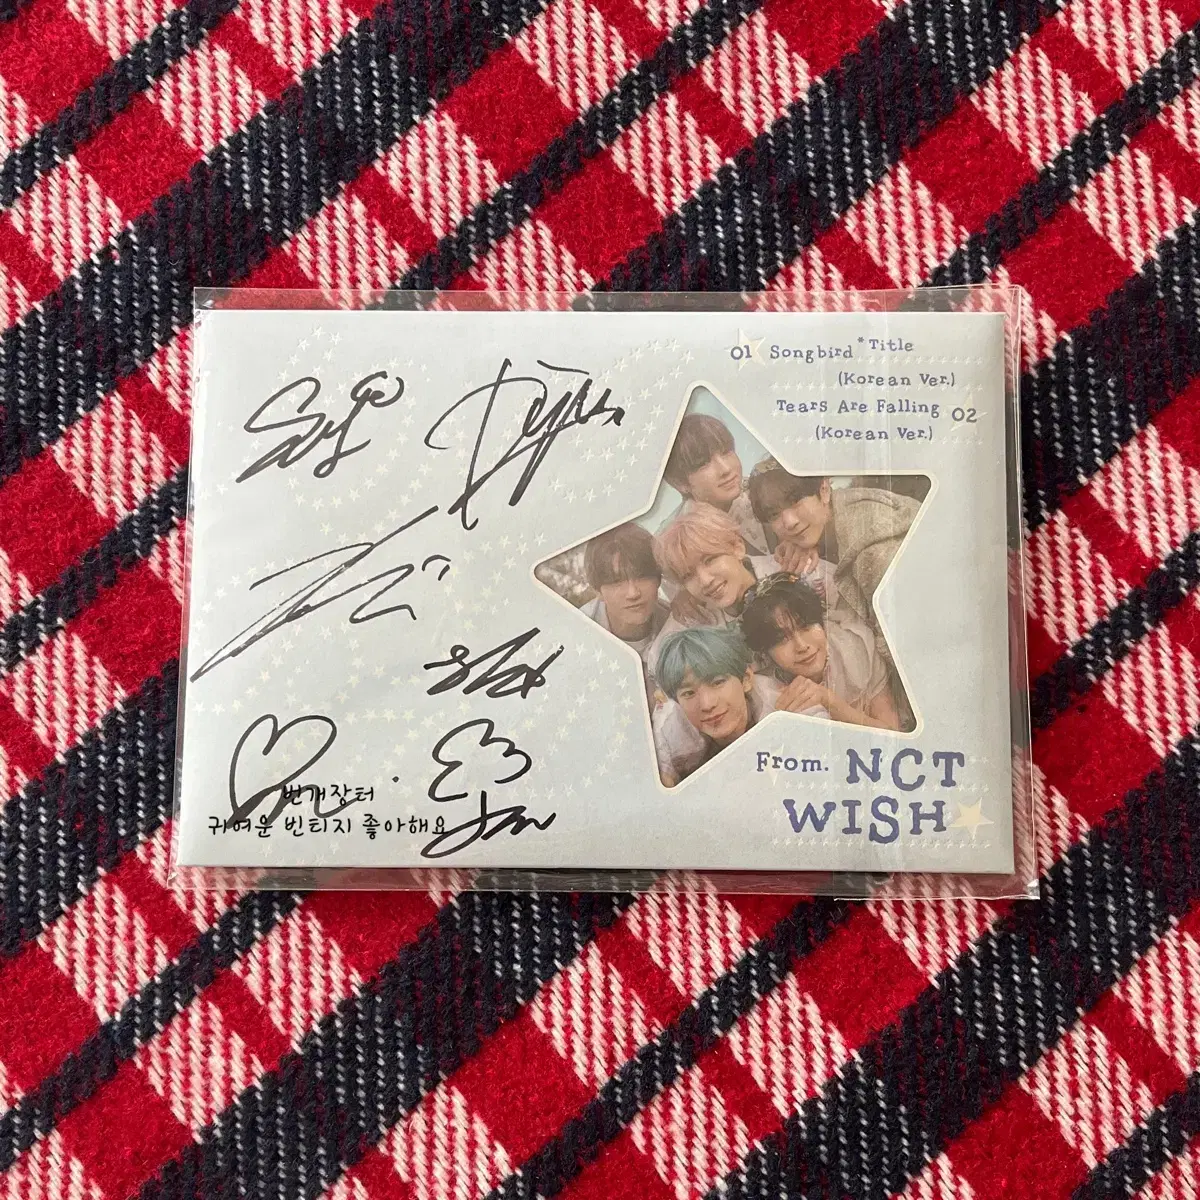 01 Songbird *Title
(Korean Ver.)
Tears Are Falling 02
(Korean Ver.)
From. NCT
WISH
번개장터
귀여운 빈티지 좋아해요